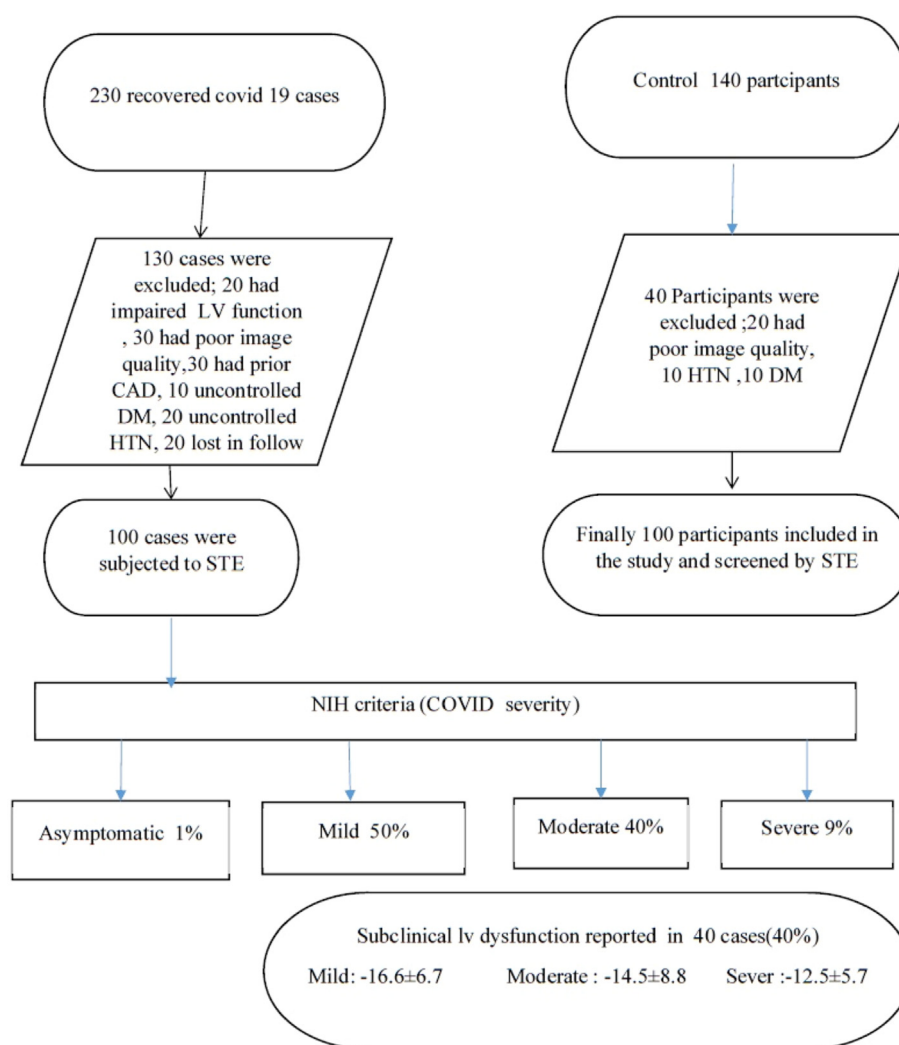 230 recovered covid 19 cases
Control 140 partcipants
130 cases were
excluded; 20 had
impaired LV function
, 30 had poor image
quality,30 had prior
CAD, 10 uncontrolled
DM, 20 uncontrolled
HTN, 20 lost in follow
40 Participants were
excluded ;20 had
poor image quality,
10 HTN ,10 DM
100 cases were
subjected to STE
Finally 100 participants included in
the study and screened by STE
NIH criteria (COVID severity)
Asymptomatic 1%
Mild 50%
Moderate 40%
Severe 9%
Subclinical lv dysfunction reported in 40 cases(40%)
Mild: -16.6±6.7 Moderate : -14.5±8.8 Sever :-12.5±5.7